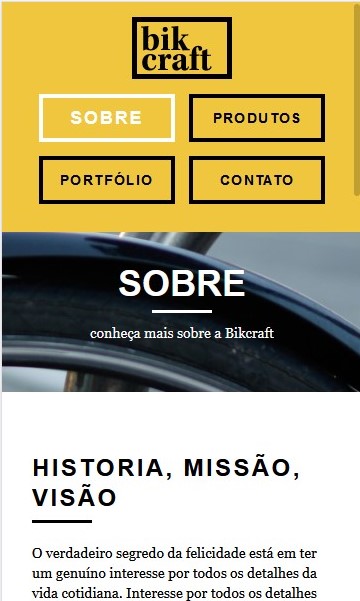 bik
craft
SOBRE
PRODUTOS
PORTFÓLIO
CONTATO
SOBRE
conheça mais sobre a Bikcraft
HISTORIA, MISSÃO,
VISÃO
O verdadeiro segredo da felicidade está em ter
um genuíno interesse por todos os detalhes da
vida cotidiana. Interesse por todos os detalhes